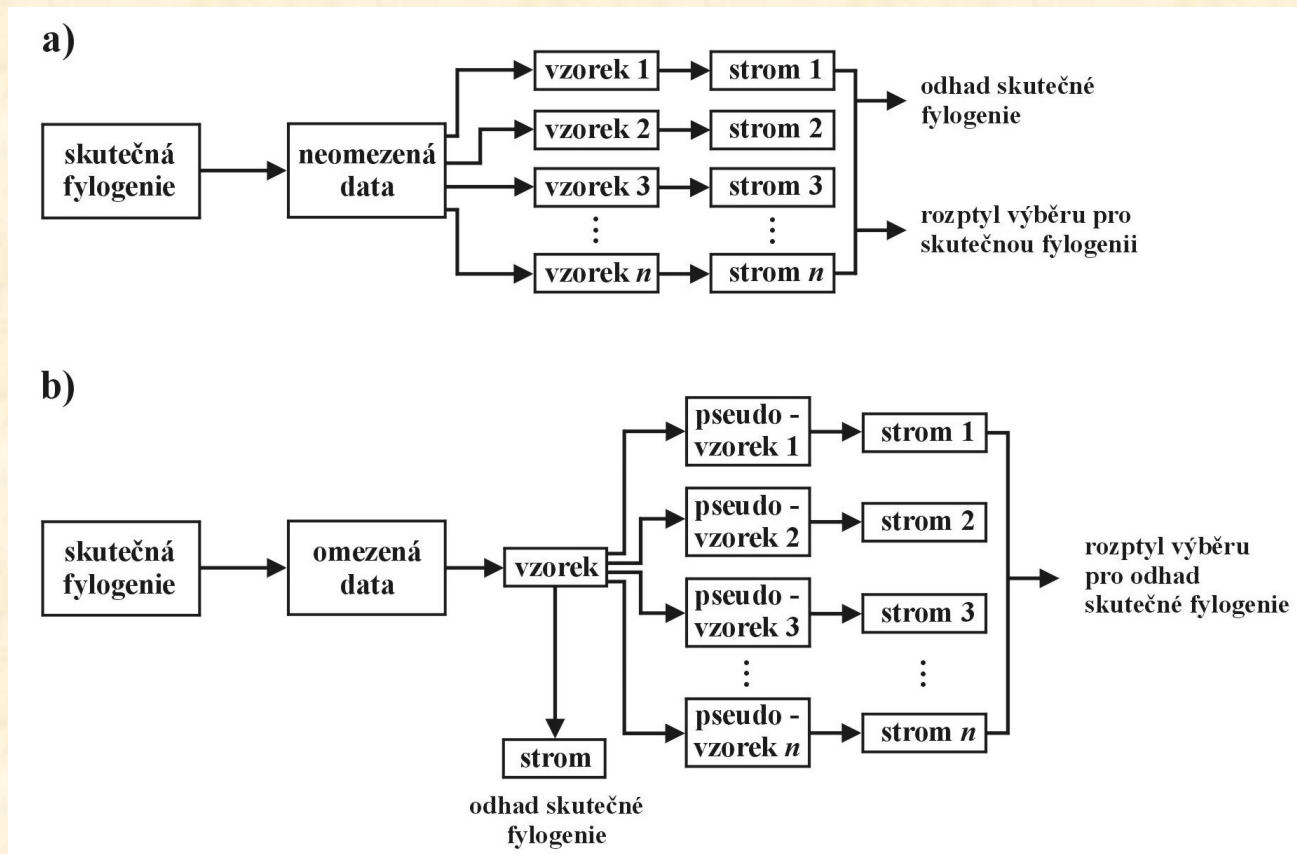 a)
skutečná
fylogenie
neomezená
data
vzorek 1
strom 1
vzorek 2
strom 2
vzorek 3
strom 3
vzorek n
strom n
odhad skutečné
fylogenie
rozptyl výběru pro
skutečnou fylogenii
b)
skutečná
fylogenie
omezená
data
vzorek
strom
odhad skutečné
fylogenie
pseudo -
vzorek 1
strom 1
pseudo -
vzorek 2
strom 2
pseudo -
vzorek 3
strom 3
pseudo -
vzorek n
strom n
rozptyl výběru
pro odhad
skutečné fylogenie